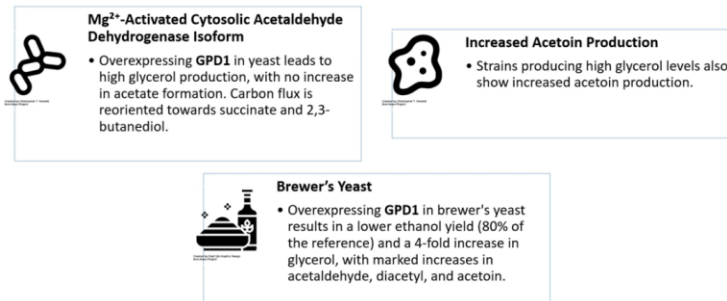 Mg²⁺-Activated Cytosolic Acetaldehyde
Dehydrogenase Isoform
• Overexpressing GPD1 in yeast leads to
high glycerol production, with no increase
in acetate formation. Carbon flux is
reoriented towards succinate and 2,3-
butanediol.
Increased Acetoin Production
• Strains producing high glycerol levels also
show increased acetoin production.
Brewer's Yeast
• Overexpressing GPD1 in brewer's yeast
results in a lower ethanol yield (80% of
the reference) and a 4-fold increase in
glycerol, with marked increases in
acetaldehyde, diacetyl, and acetoin.